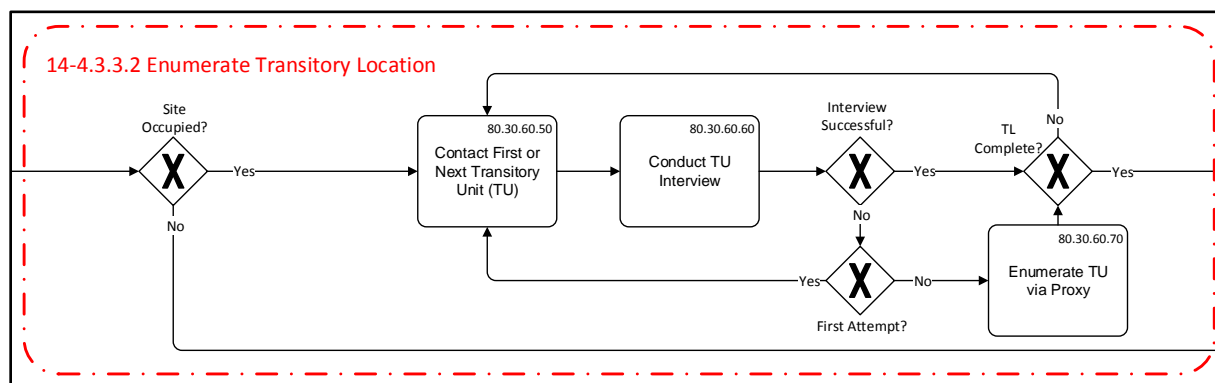 14-4.3.3.2 Enumerate Transitory Location
Site
Occupied?
Yes
No
80.30.60.50
Contact First or
Next Transitory
Unit (TU)
80.30.60.60
Conduct TU
Interview
Interview
Successful?
Yes
No
First Attempt?
Yes
No
80.30.60.70
Enumerate TU
via Proxy
TL
Complete?
No
Yes